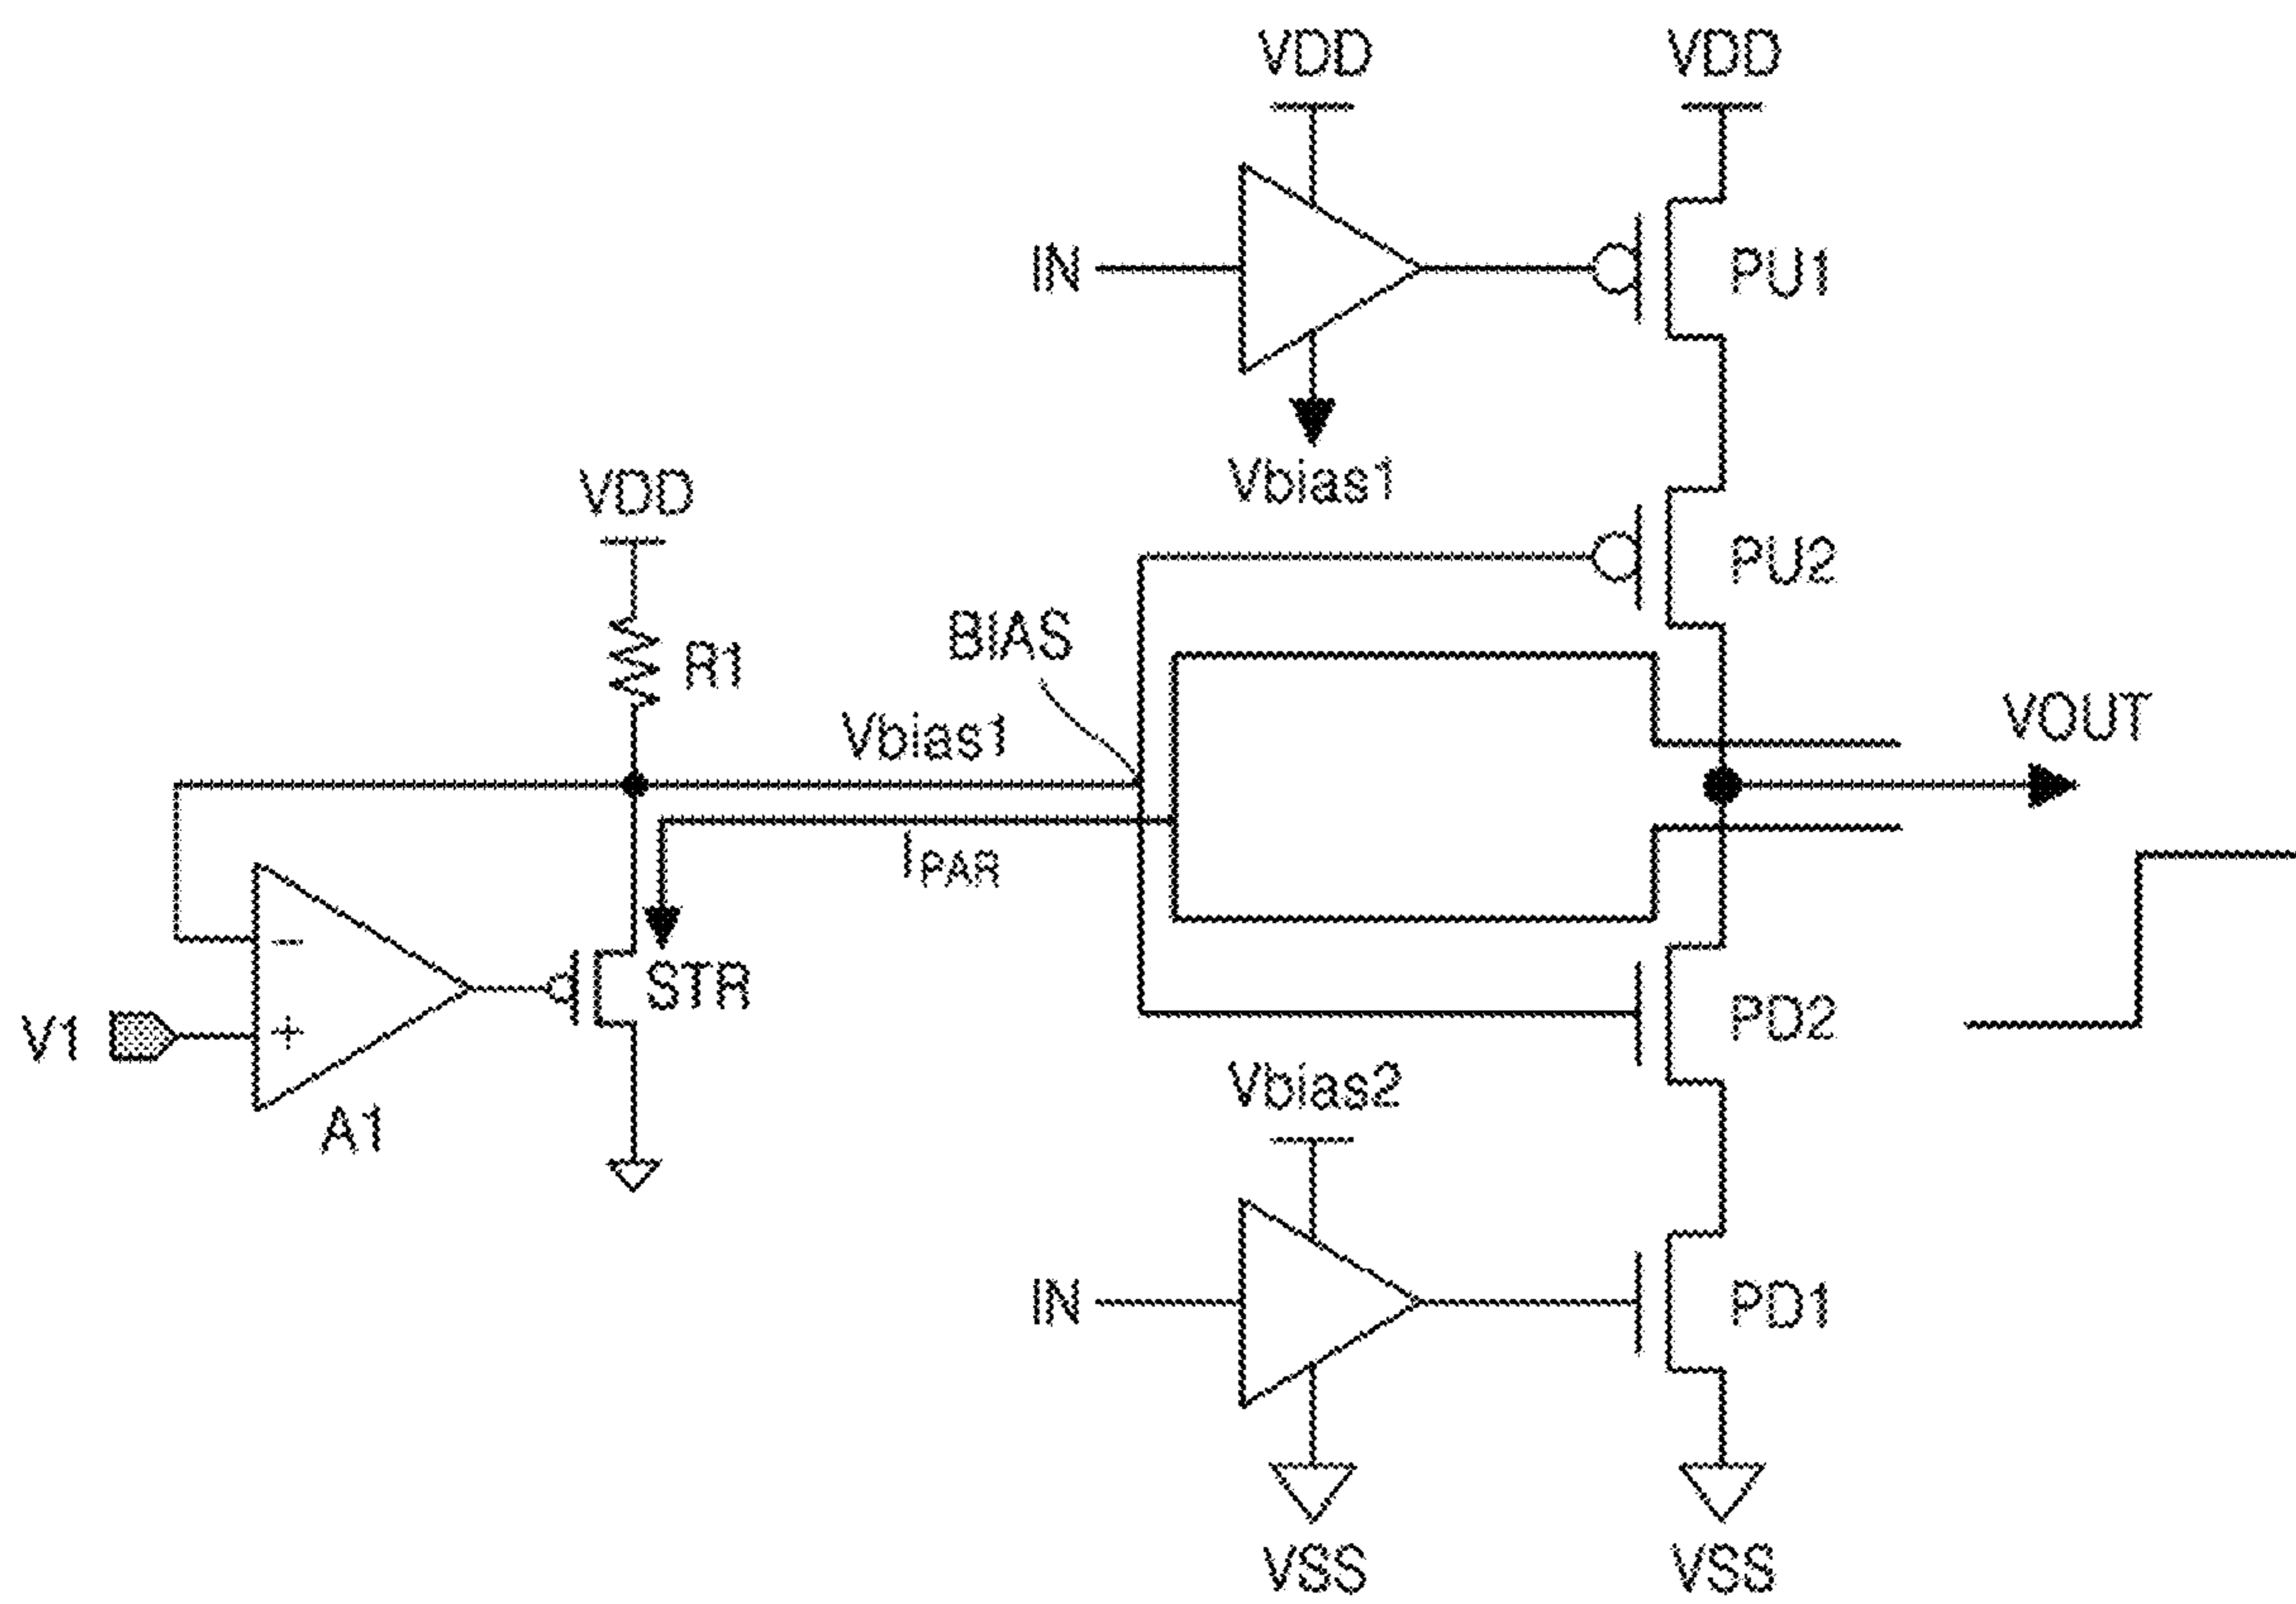 VDD
VDD
IN
PU1
Vbias1
VDD
PU2
R1
BIAS
Vbias1
VOUT
IPAR
STR
V1
−
+
A1
PD2
Vbias2
IN
PD1
VSS
VSS